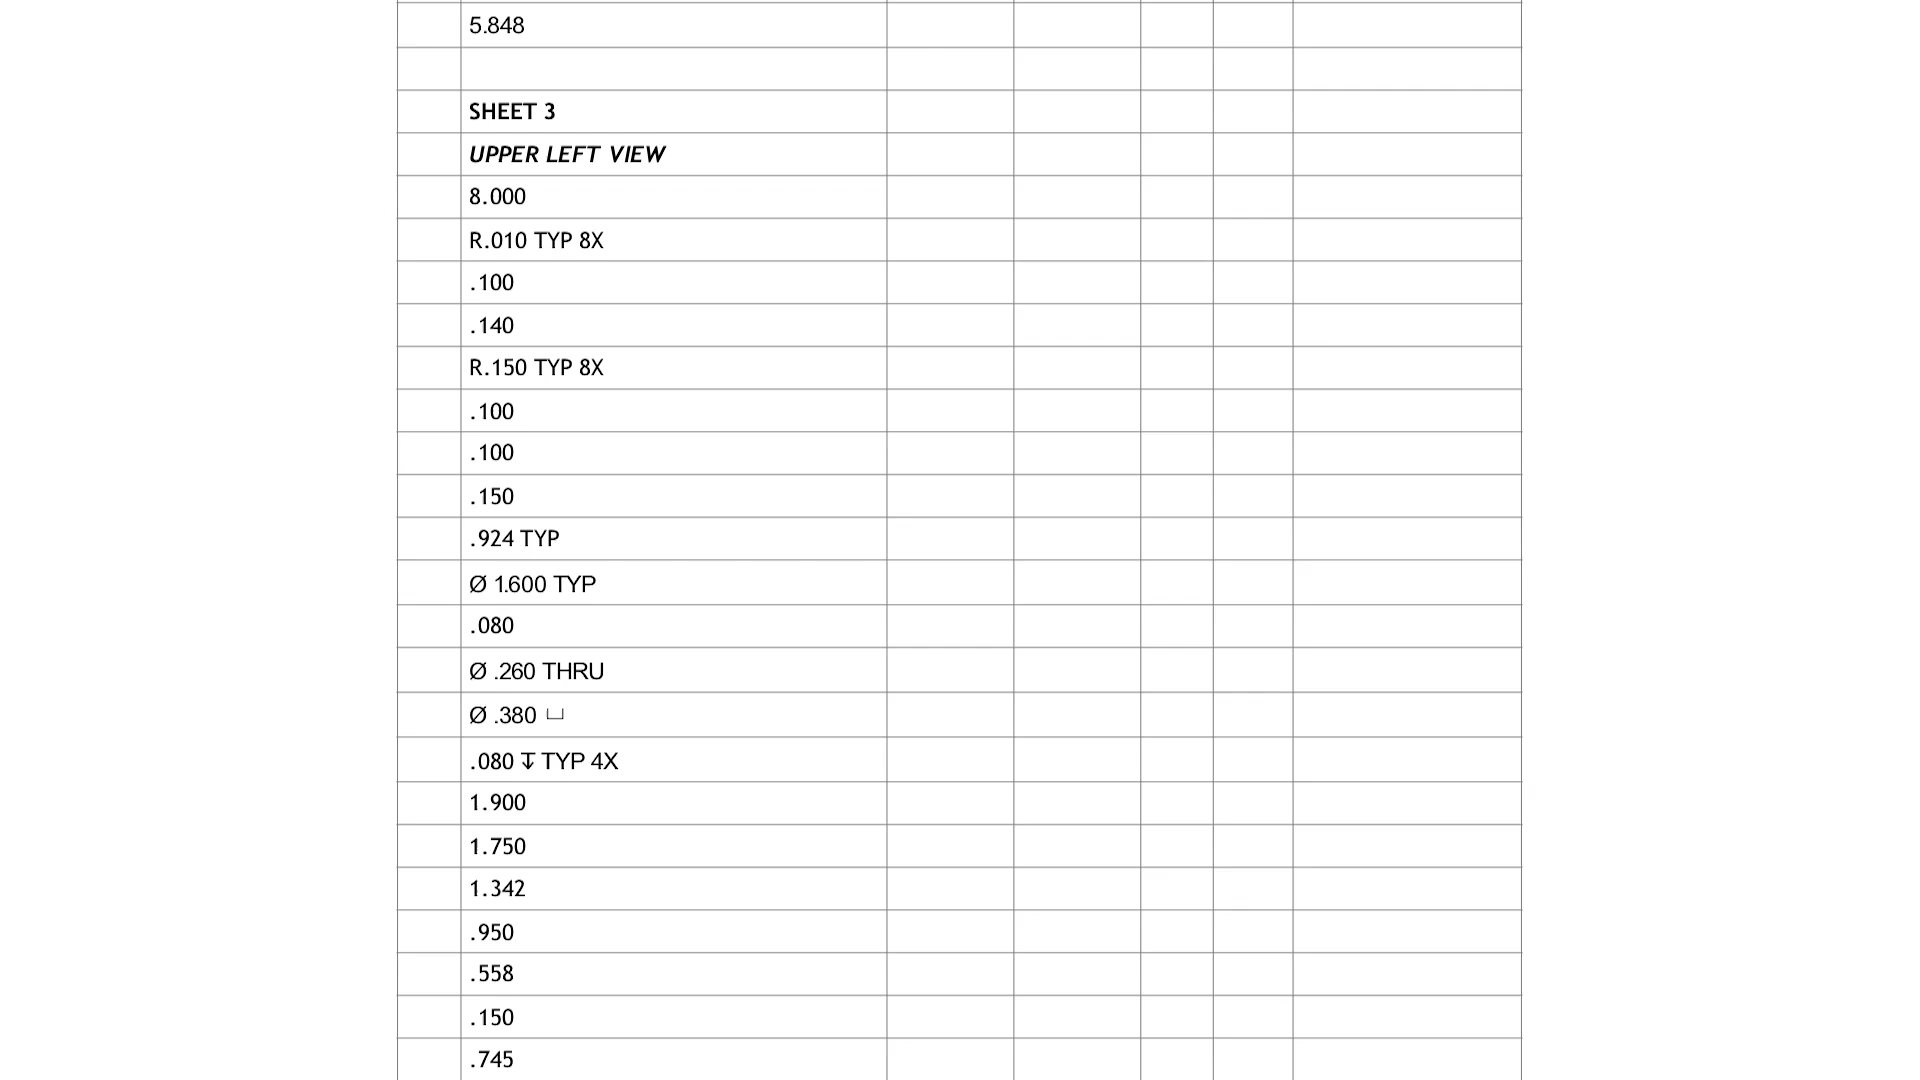 5.848
SHEET 3
UPPER LEFT VIEW
8.000
R.010 TYP 8X
.100
.140
R.150 TYP 8X
.100
.100
.150
.924 TYP
Ø 1.600 TYP
.080
Ø .260 THRU
Ø .380 ⌴
.080 ↧ TYP 4X
1.900
1.750
1.342
.950
.558
.150
.745